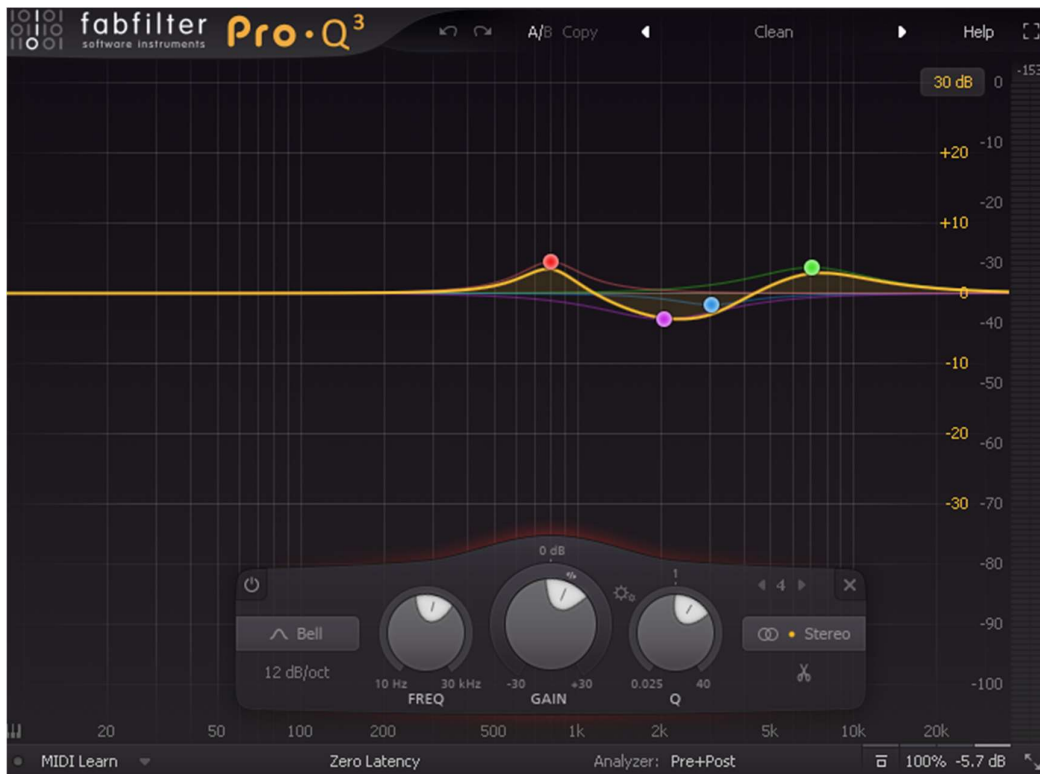 fabfilter
software instruments
Pro·Q³
A/B Copy
Clean
Help
30 dB
0
-153
+20
-10
-20
+10
-30
0
-40
-10
-50
-20
-60
-30
-70
-80
0 dB
4
Bell
Stereo
-90
12 dB/oct
10 Hz 30 kHz
-30 +30
0.025 40
-100
FREQ
GAIN
Q
20 50 100 200 500 1k 2k 5k 10k 20k
MIDI Learn
Zero Latency
Analyzer: Pre+Post
100% -5.7 dB